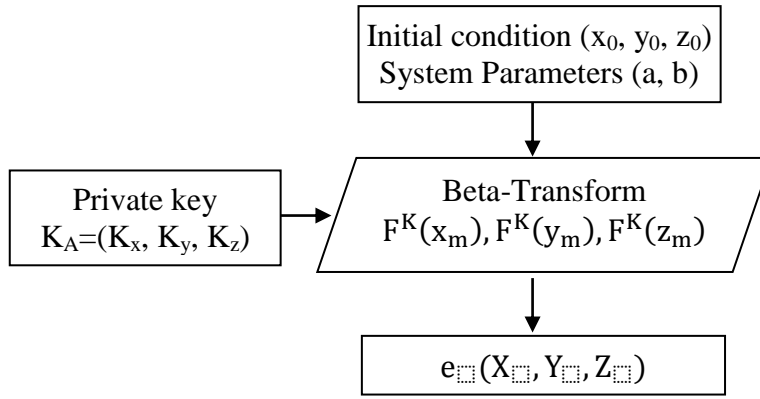 Initial condition (x₀, y₀, z₀)
System Parameters (a, b)
Private key
K_A=(K_x, K_y, K_z)
Beta-Transform
F^K(x_m), F^K(y_m), F^K(z_m)
e⬚(X⬚, Y⬚, Z⬚)